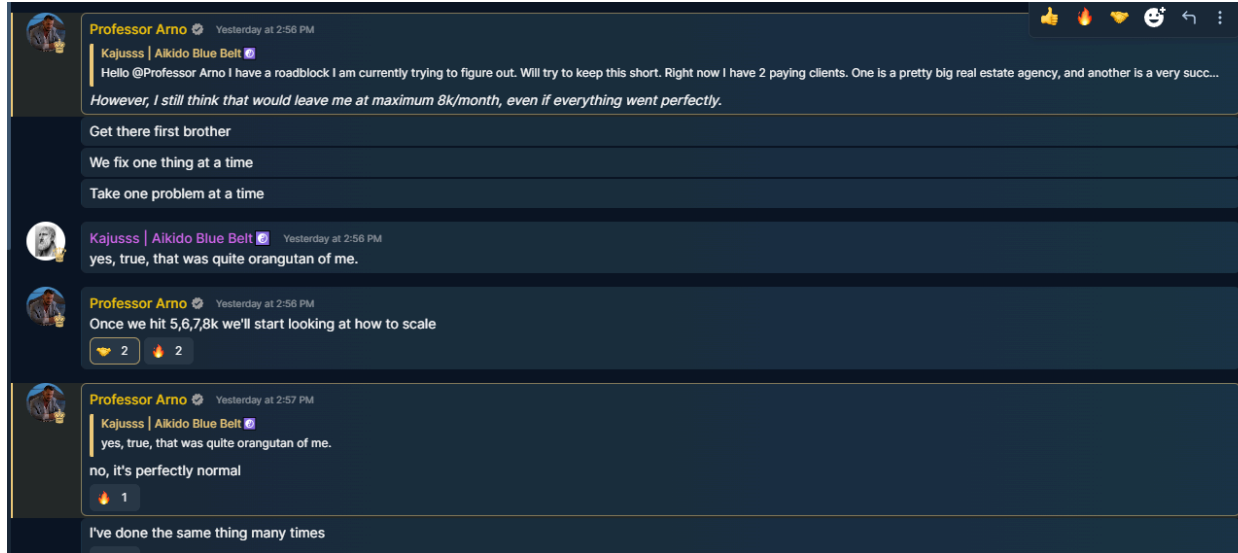 Professor Arno Yesterday at 2:56 PM
Kajusss | Aikido Blue Belt
Hello @Professor Arno I have a roadblock I am currently trying to figure out. Will try to keep this short. Right now I have 2 paying clients. One is a pretty big real estate agency, and another is a very succ...
However, I still think that would leave me at maximum 8k/month, even if everything went perfectly.
Get there first brother
We fix one thing at a time
Take one problem at a time
Kajusss | Aikido Blue Belt Yesterday at 2:56 PM
yes, true, that was quite orangutan of me.
Professor Arno Yesterday at 2:56 PM
Once we hit 5,6,7,8k we'll start looking at how to scale
2 2
Professor Arno Yesterday at 2:57 PM
Kajusss | Aikido Blue Belt
yes, true, that was quite orangutan of me.
no, it's perfectly normal
1
I've done the same thing many times